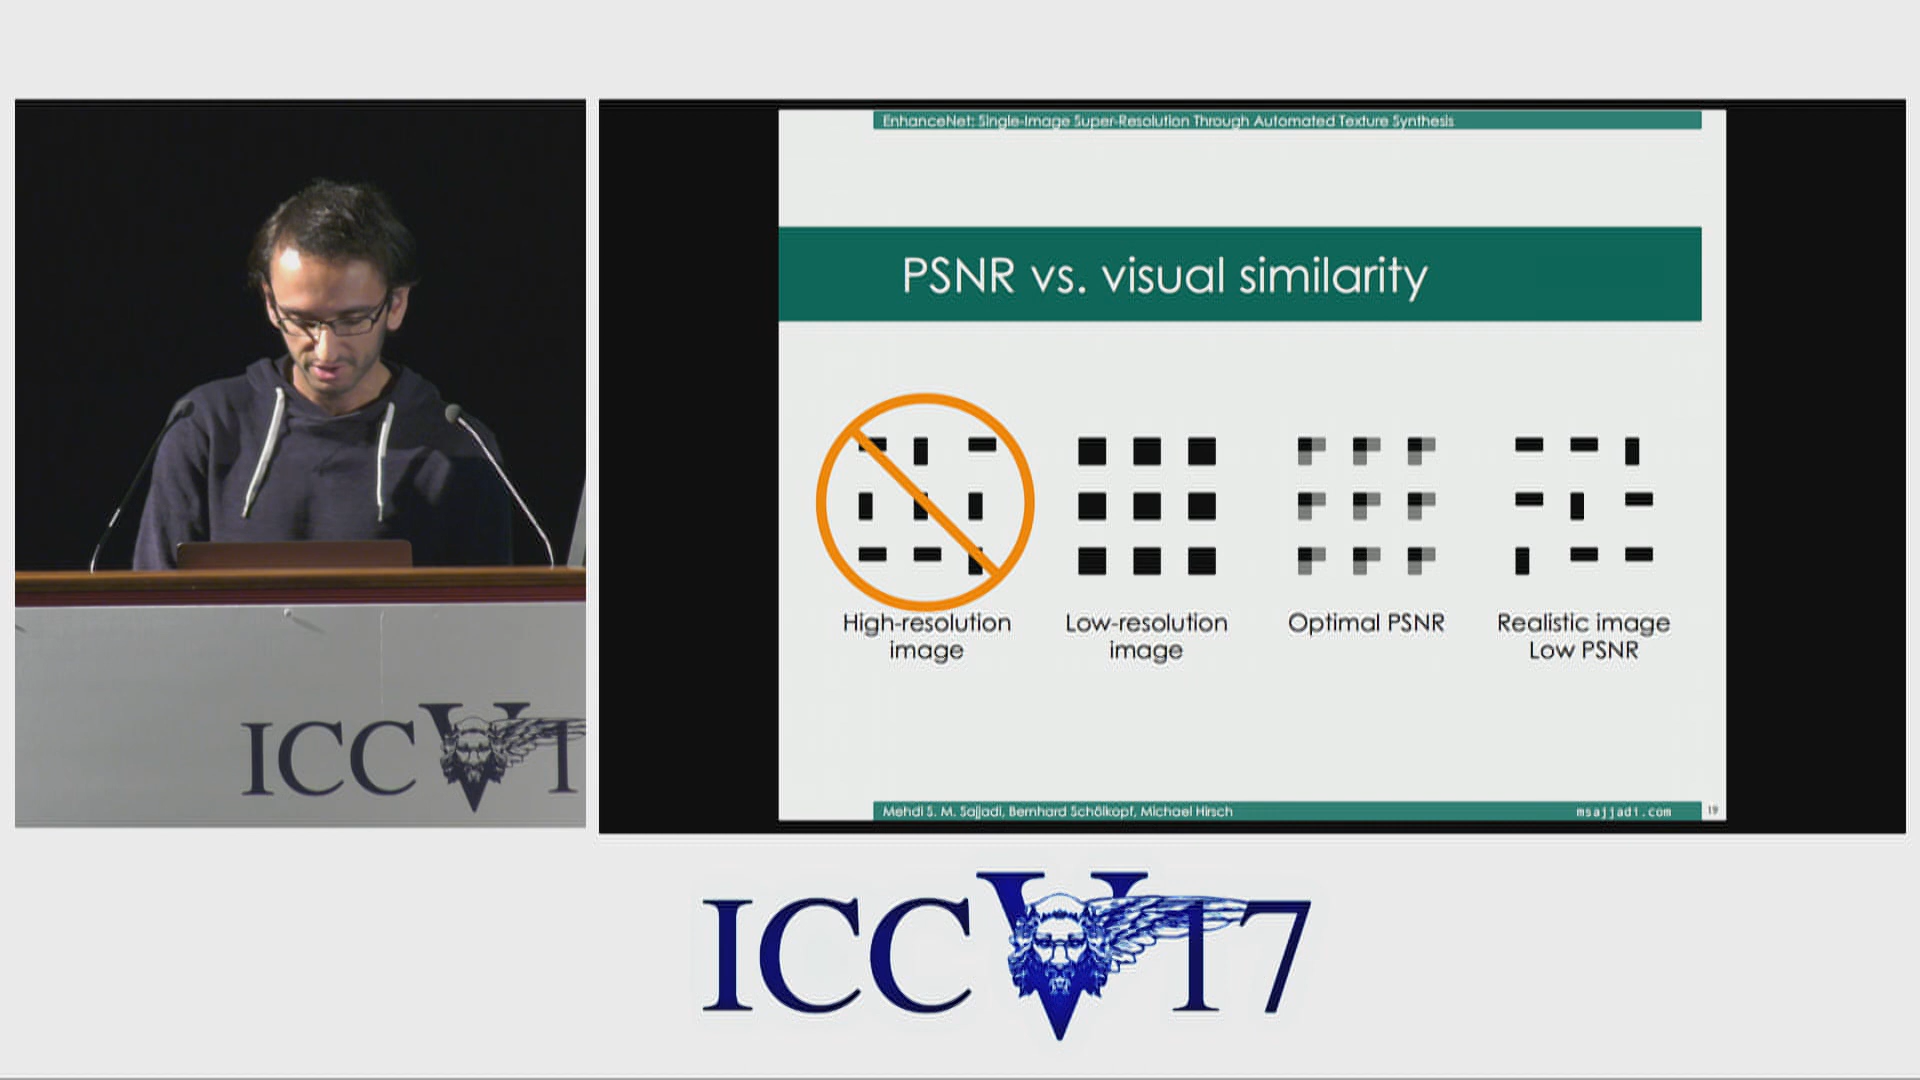 EnhanceNet: Single-Image Super-Resolution Through Automated Texture Synthesis
PSNR vs. visual similarity
High-resolution
image
Low-resolution
image
Optimal PSNR
Realistic image
Low PSNR
Mehdi S. M. Sajjadi, Bernhard Schölkopf, Michael Hirsch
msajjadi.com
19
ICCV1
ICCV17